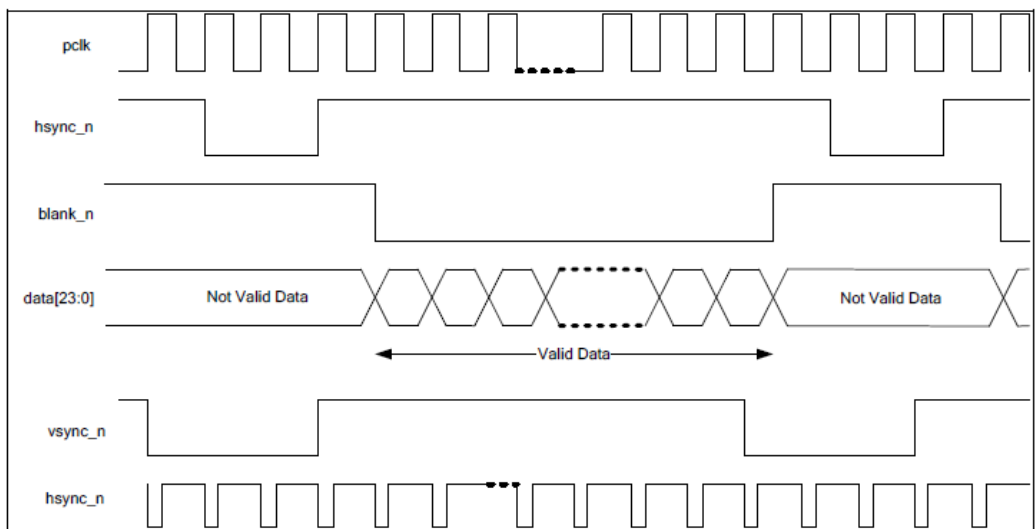 pclk
hsync_n
blank_n
data[23:0]
Not Valid Data
Not Valid Data
Valid Data
vsync_n
hsync_n